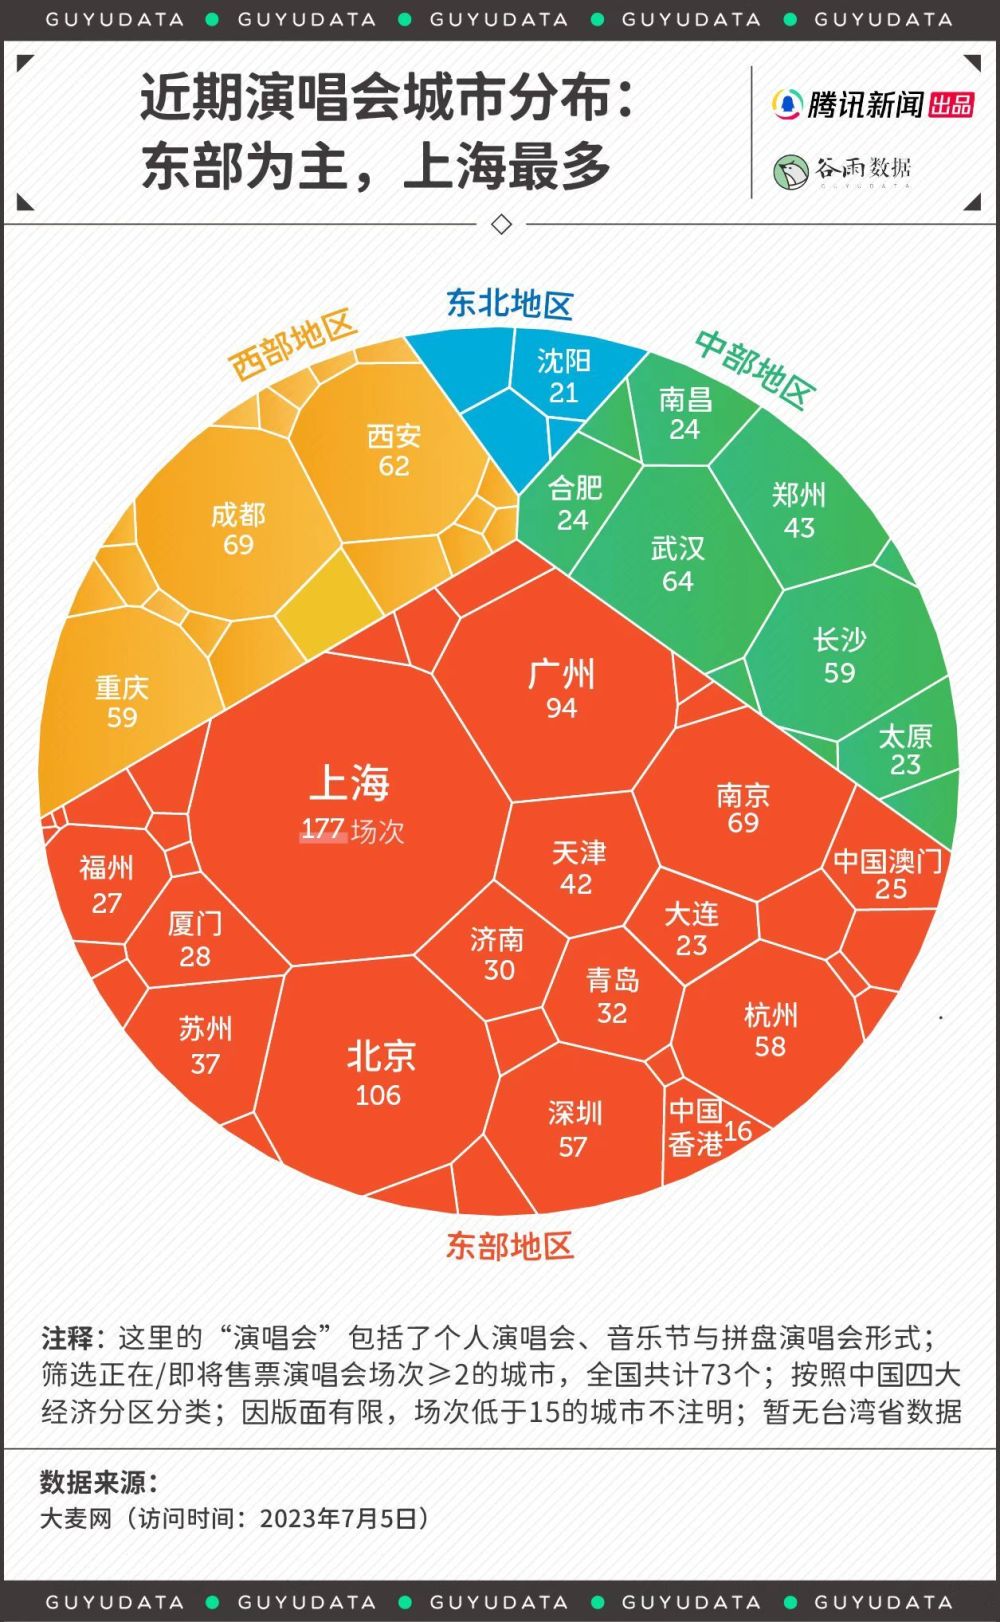 GUYUDATA GUYUDATA GUYUDATA GUYUDATA GUYUDATA
近期演唱会城市分布：
东部为主，上海最多
腾讯新闻 出品
谷雨数据
GUYUDATA
东北地区
西部地区
中部地区
沈阳
21
南昌
24
西安
62
合肥
24
郑州
43
成都
69
武汉
64
长沙
59
重庆
59
广州
94
太原
23
上海
177 场次
南京
69
天津
42
中国澳门
25
福州
27
大连
23
厦门
28
济南
30
青岛
32
杭州
58
苏州
37
北京
106
深圳
57
中国
香港
16
东部地区
注释：这里的“演唱会”包括了个人演唱会、音乐节与拼盘演唱会形式；
筛选正在/即将售票演唱会场次≥2的城市，全国共计73个；按照中国四大
经济分区分类；因版面有限，场次低于15的城市不注明；暂无台湾省数据
数据来源：
大麦网（访问时间：2023年7月5日）
GUYUDATA GUYUDATA GUYUDATA GUYUDATA GUYUDATA